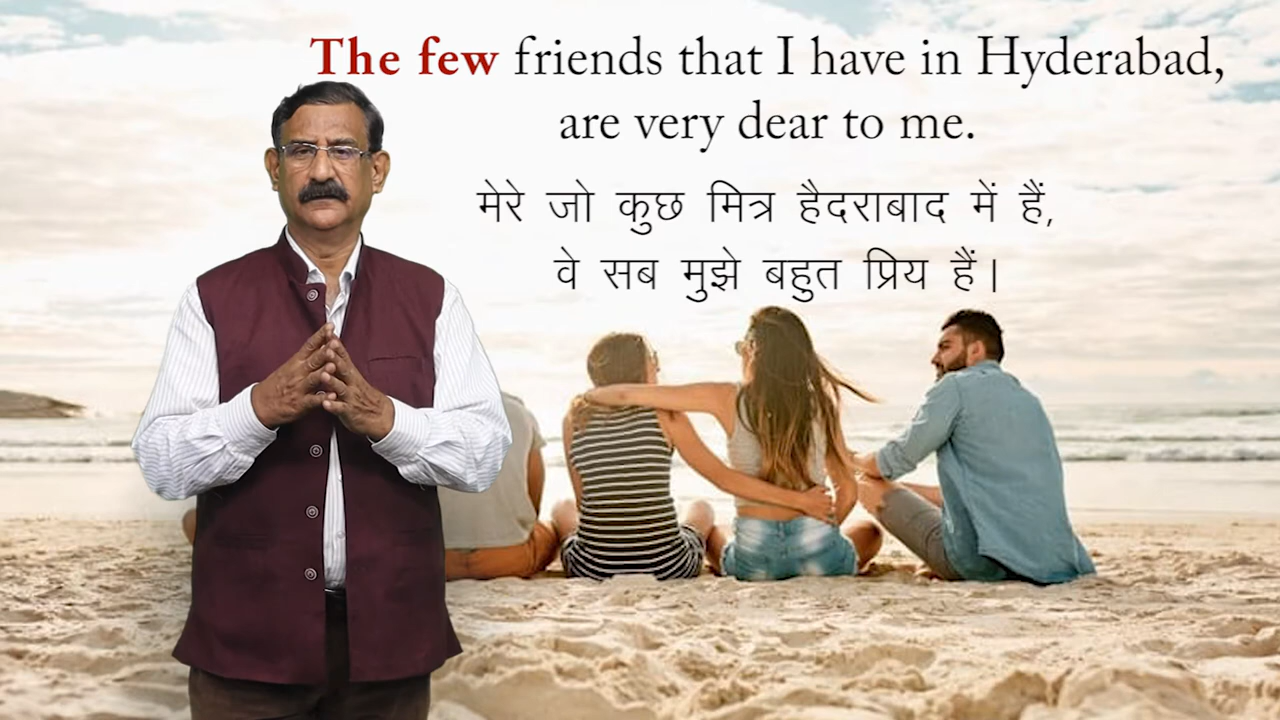 The few friends that I have in Hyderabad,
are very dear to me.
मेरे जो कुछ मित्र हैदराबाद में हैं,
वे सब मुझे बहुत प्रिय हैं।